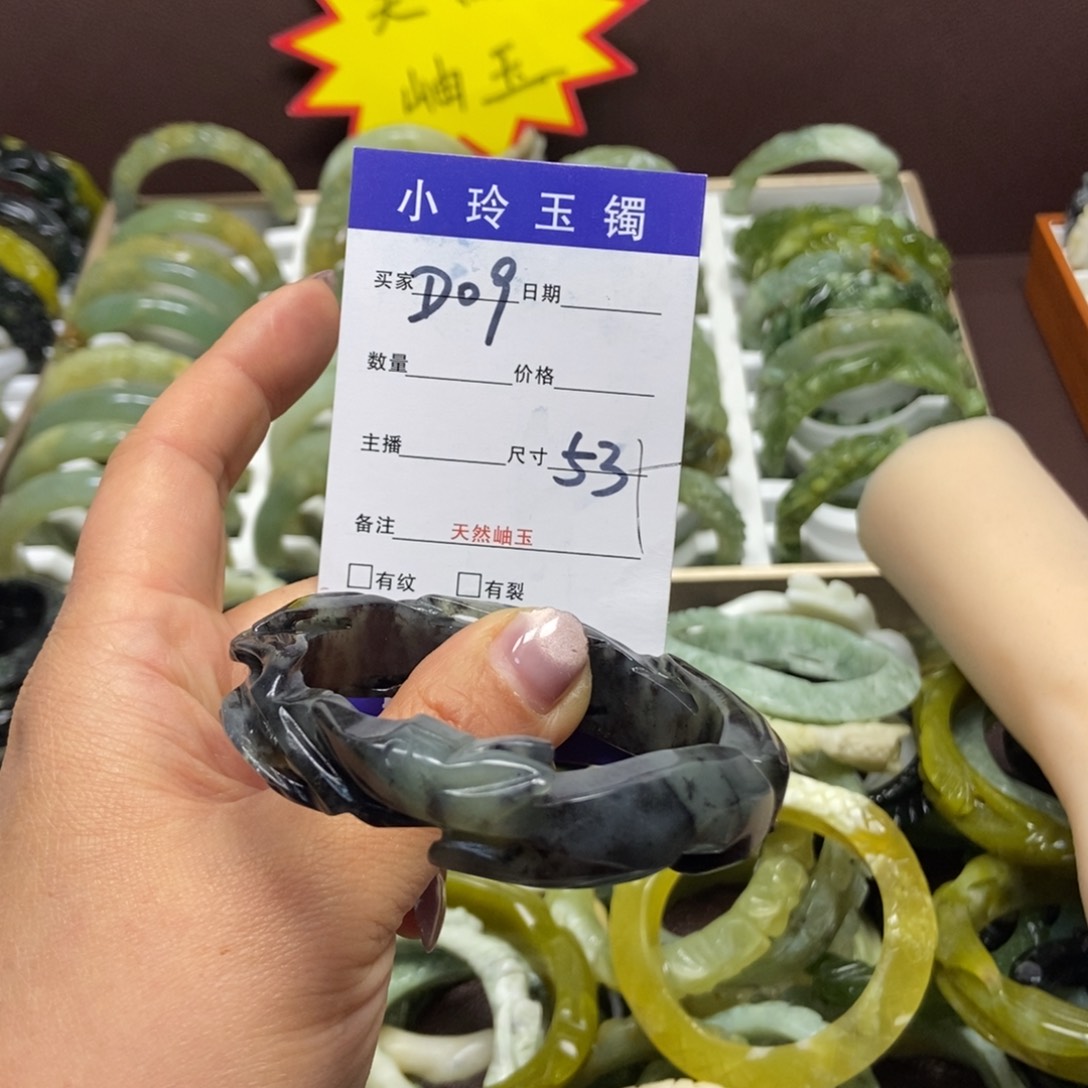 岫玉
小玲玉镯
买家 D09 日期
数量 价格
主播 尺寸 53
备注 天然岫玉
□有纹 □有裂